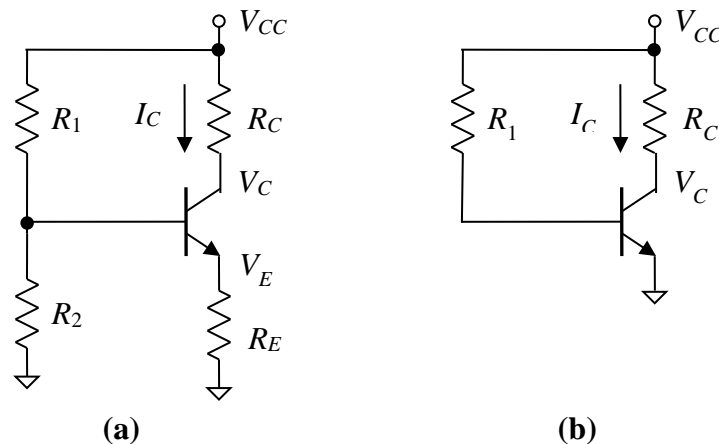 V_CC V_CC
R_1 I_C R_C R_1 I_C R_C
V_C V_C
V_E
R_2 R_E
(a) (b)